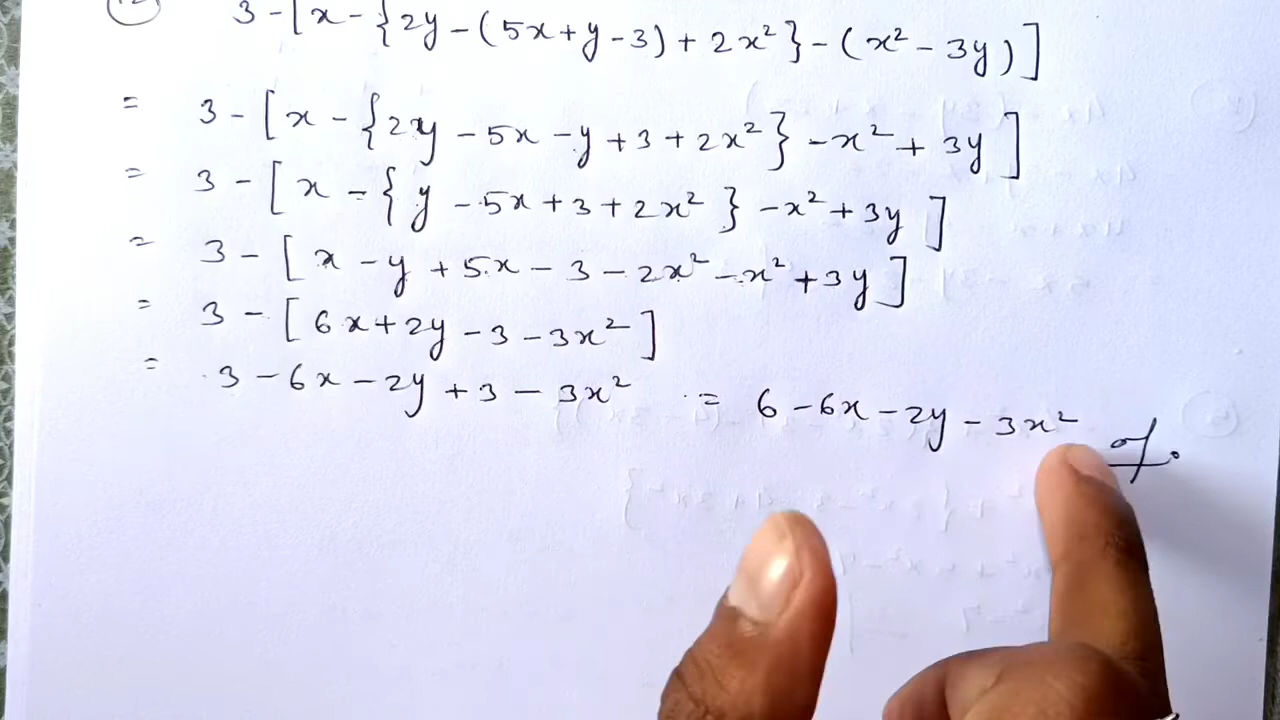 3 - [x - {2y - (5x + y - 3) + 2x²} - (x² - 3y)]
= 3 - [x - {2y - 5x - y + 3 + 2x²} - x² + 3y]
= 3 - [x - {y - 5x + 3 + 2x²} - x² + 3y]
= 3 - [x - y + 5x - 3 - 2x² - x² + 3y]
= 3 - [6x + 2y - 3 - 3x²]
= 3 - 6x - 2y + 3 - 3x² = 6 - 6x - 2y - 3x²